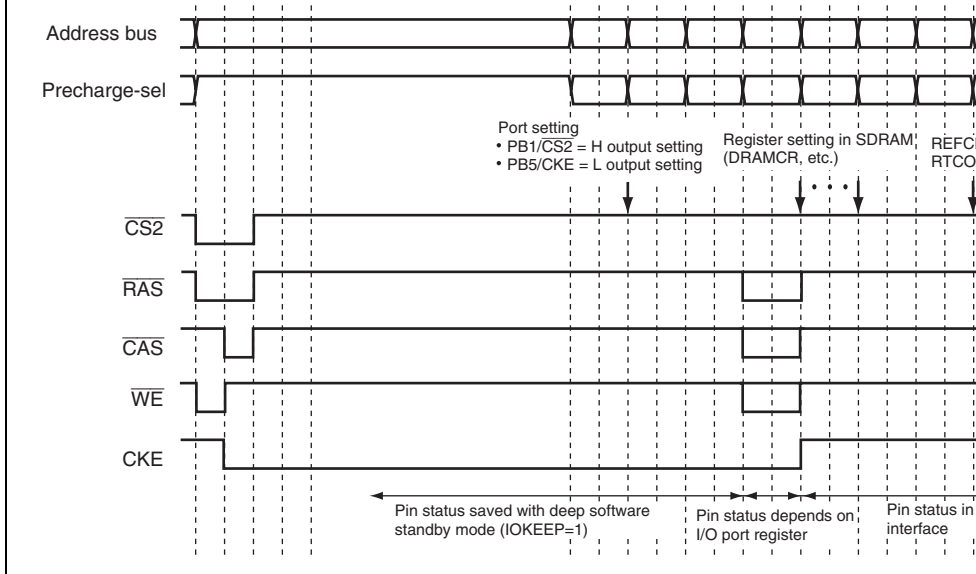 Address bus
Precharge-sel
Port setting
• PB1/CS2 = H output setting
• PB5/CKE = L output setting
Register setting in SDRAM
(DRAMCR, etc.)
CS2
RAS
CAS
WE
CKE
Pin status saved with deep software
standby mode (IOKEEP=1)
Pin status depends on
I/O port register
Pin status in
interface